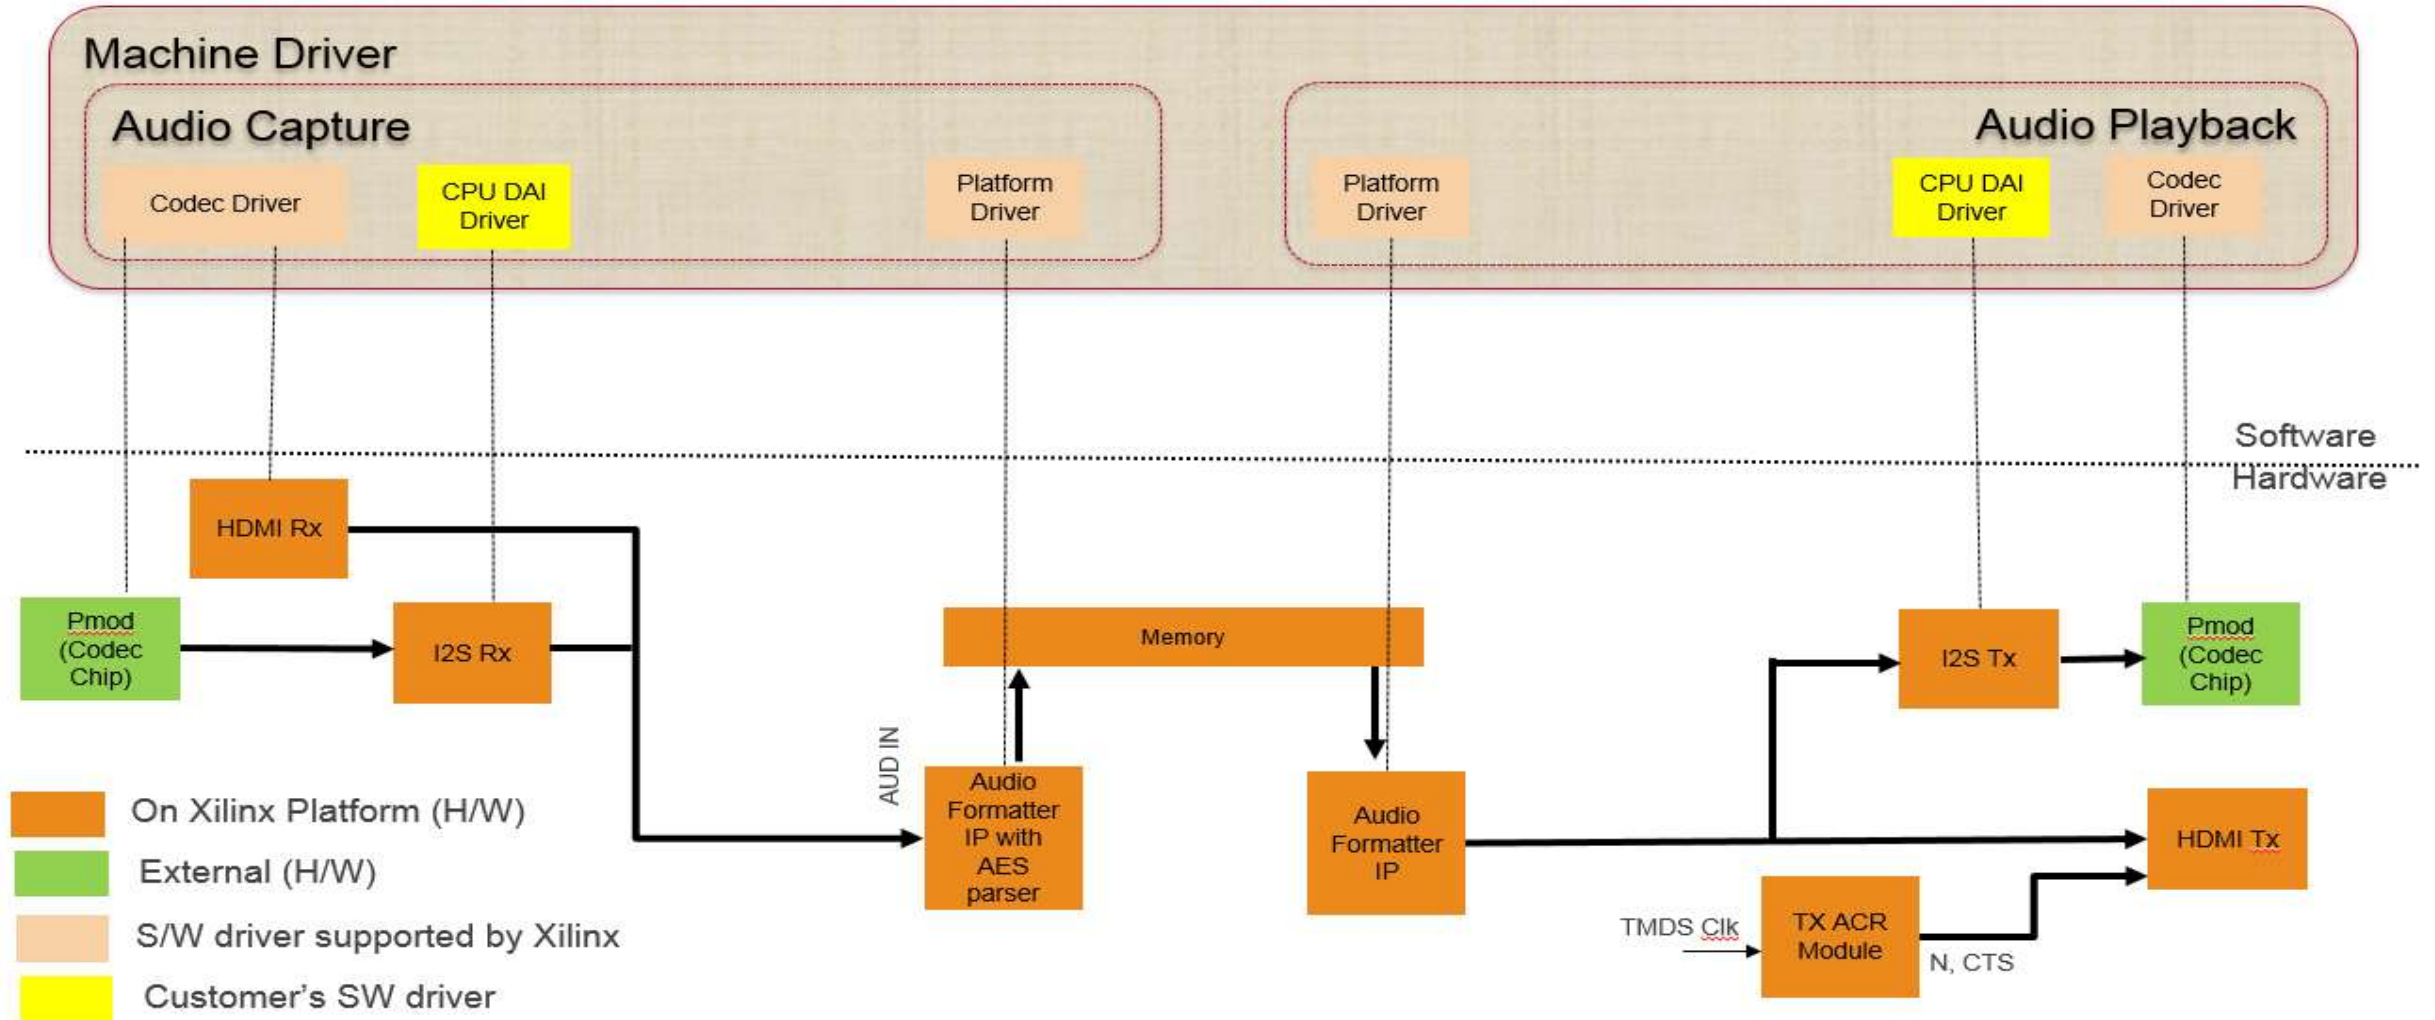 Machine Driver
Audio Capture
Audio Playback
Codec Driver
CPU DAI
Driver
Platform
Driver
Platform
Driver
CPU DAI
Driver
Codec
Driver
Software
Hardware
HDMI Rx
Pmod
(Codec
Chip)
I2S Rx
Memory
I2S Tx
Pmod
(Codec
Chip)
AUD IN
Audio
Formatter
IP with
AES
parser
Audio
Formatter
IP
HDMI Tx
TMDS Clk
TX ACR
Module
N, CTS
On Xilinx Platform (H/W)
External (H/W)
S/W driver supported by Xilinx
Customer's SW driver